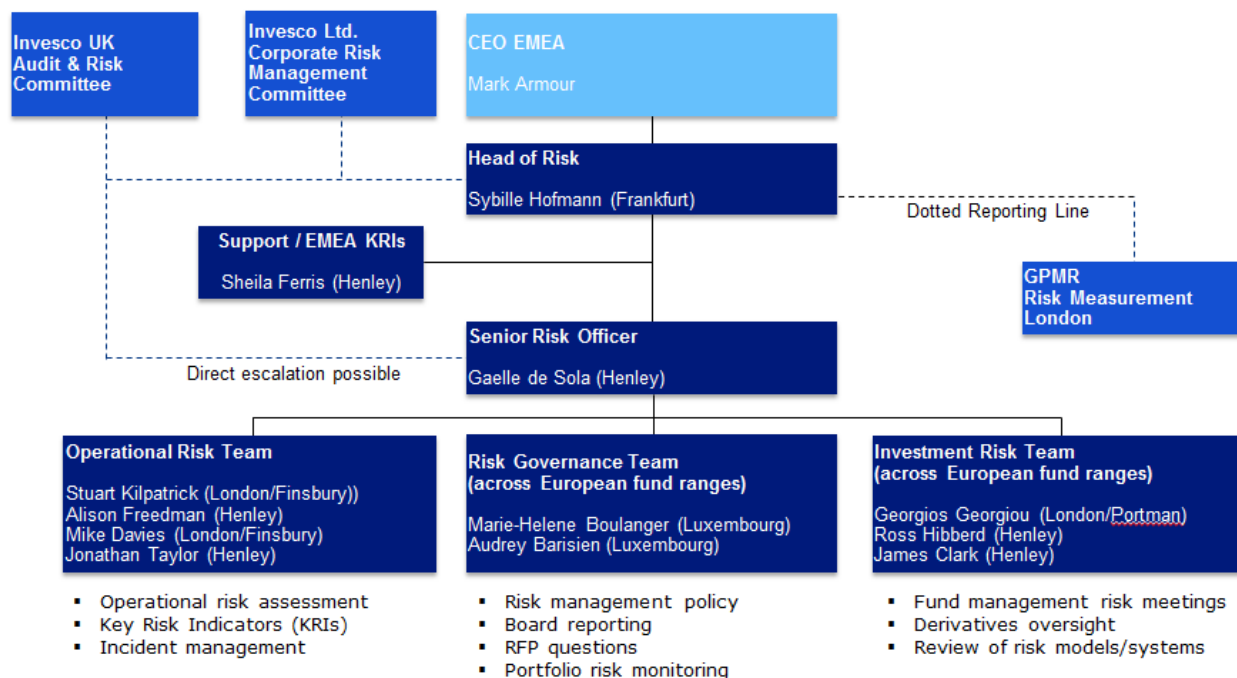 Invesco UK
Audit & Risk
Committee
Invesco Ltd.
Corporate Risk
Management
Committee
CEO EMEA
Mark Armour
Head of Risk
Sybille Hofmann (Frankfurt)
Dotted Reporting Line
Support / EMEA KRIs
Sheila Ferris (Henley)
GPMR
Risk Measurement
London
Senior Risk Officer
Gaelle de Sola (Henley)
Direct escalation possible
Operational Risk Team
Stuart Kilpatrick (London/Finsbury))
Alison Freedman (Henley)
Mike Davies (London/Finsbury)
Jonathan Taylor (Henley)
Risk Governance Team
(across European fund ranges)
Marie-Helene Boulanger (Luxembourg)
Audrey Barisien (Luxembourg)
Investment Risk Team
(across European fund ranges)
Georgios Georgiou (London/Portman)
Ross Hibberd (Henley)
James Clark (Henley)
▪ Operational risk assessment
▪ Key Risk Indicators (KRIs)
▪ Incident management
▪ Risk management policy
▪ Board reporting
▪ RFP questions
▪ Portfolio risk monitoring
▪ Fund management risk meetings
▪ Derivatives oversight
▪ Review of risk models/systems